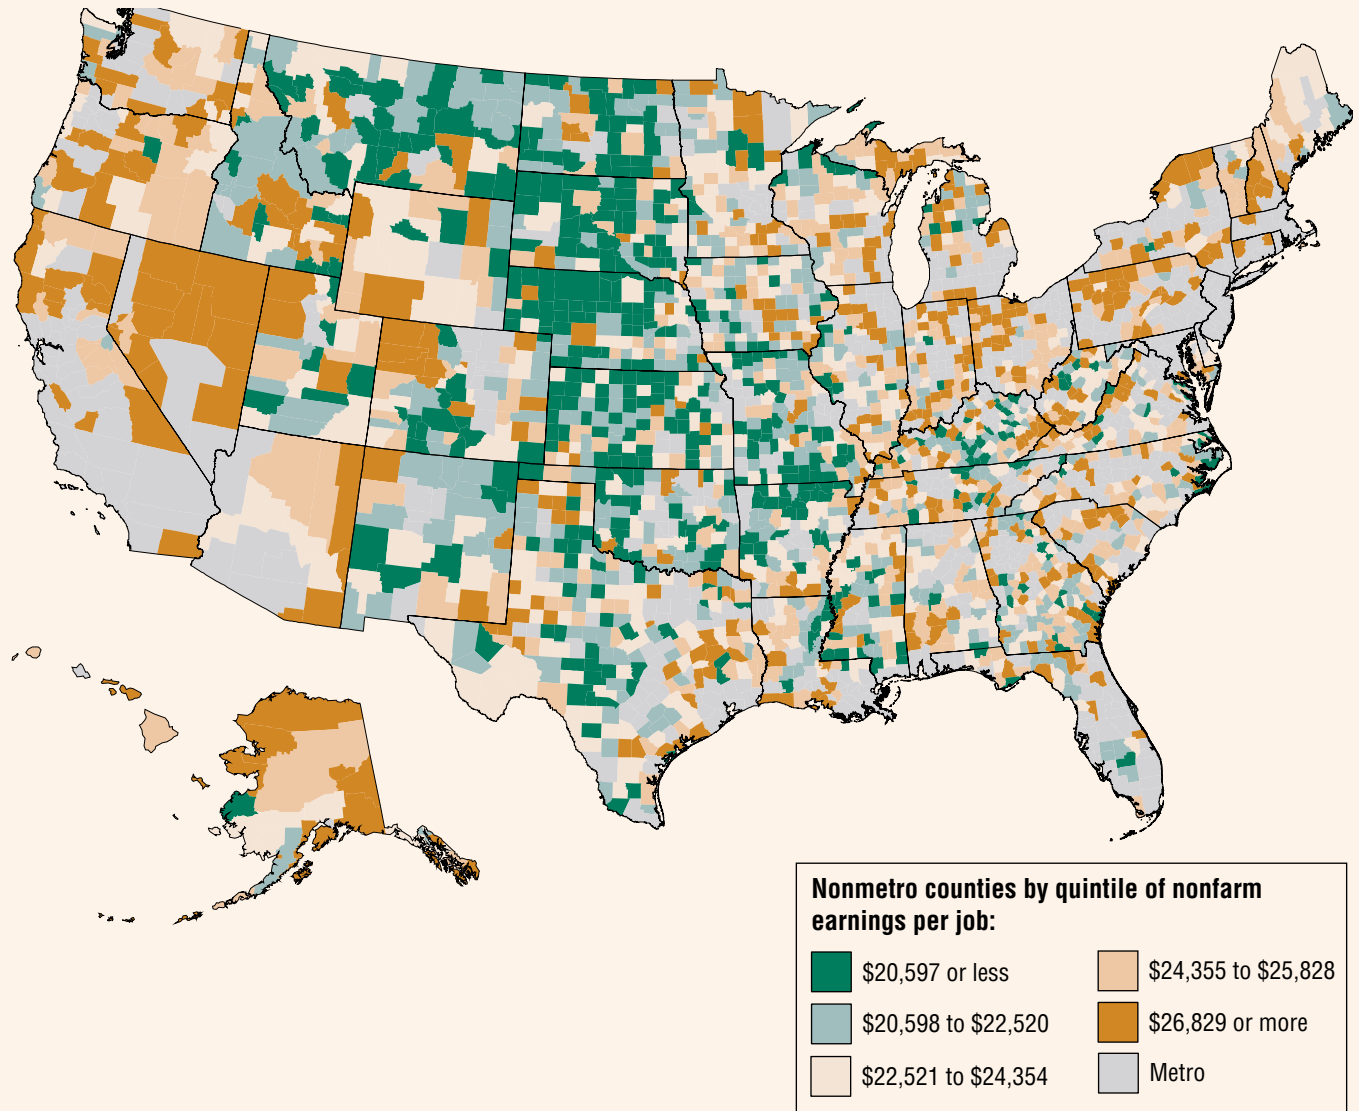 Nonmetro counties by quintile of nonfarm
earnings per job:
$20,597 or less
$20,598 to $22,520
$22,521 to $24,354
$24,355 to $25,828
$26,829 or more
Metro